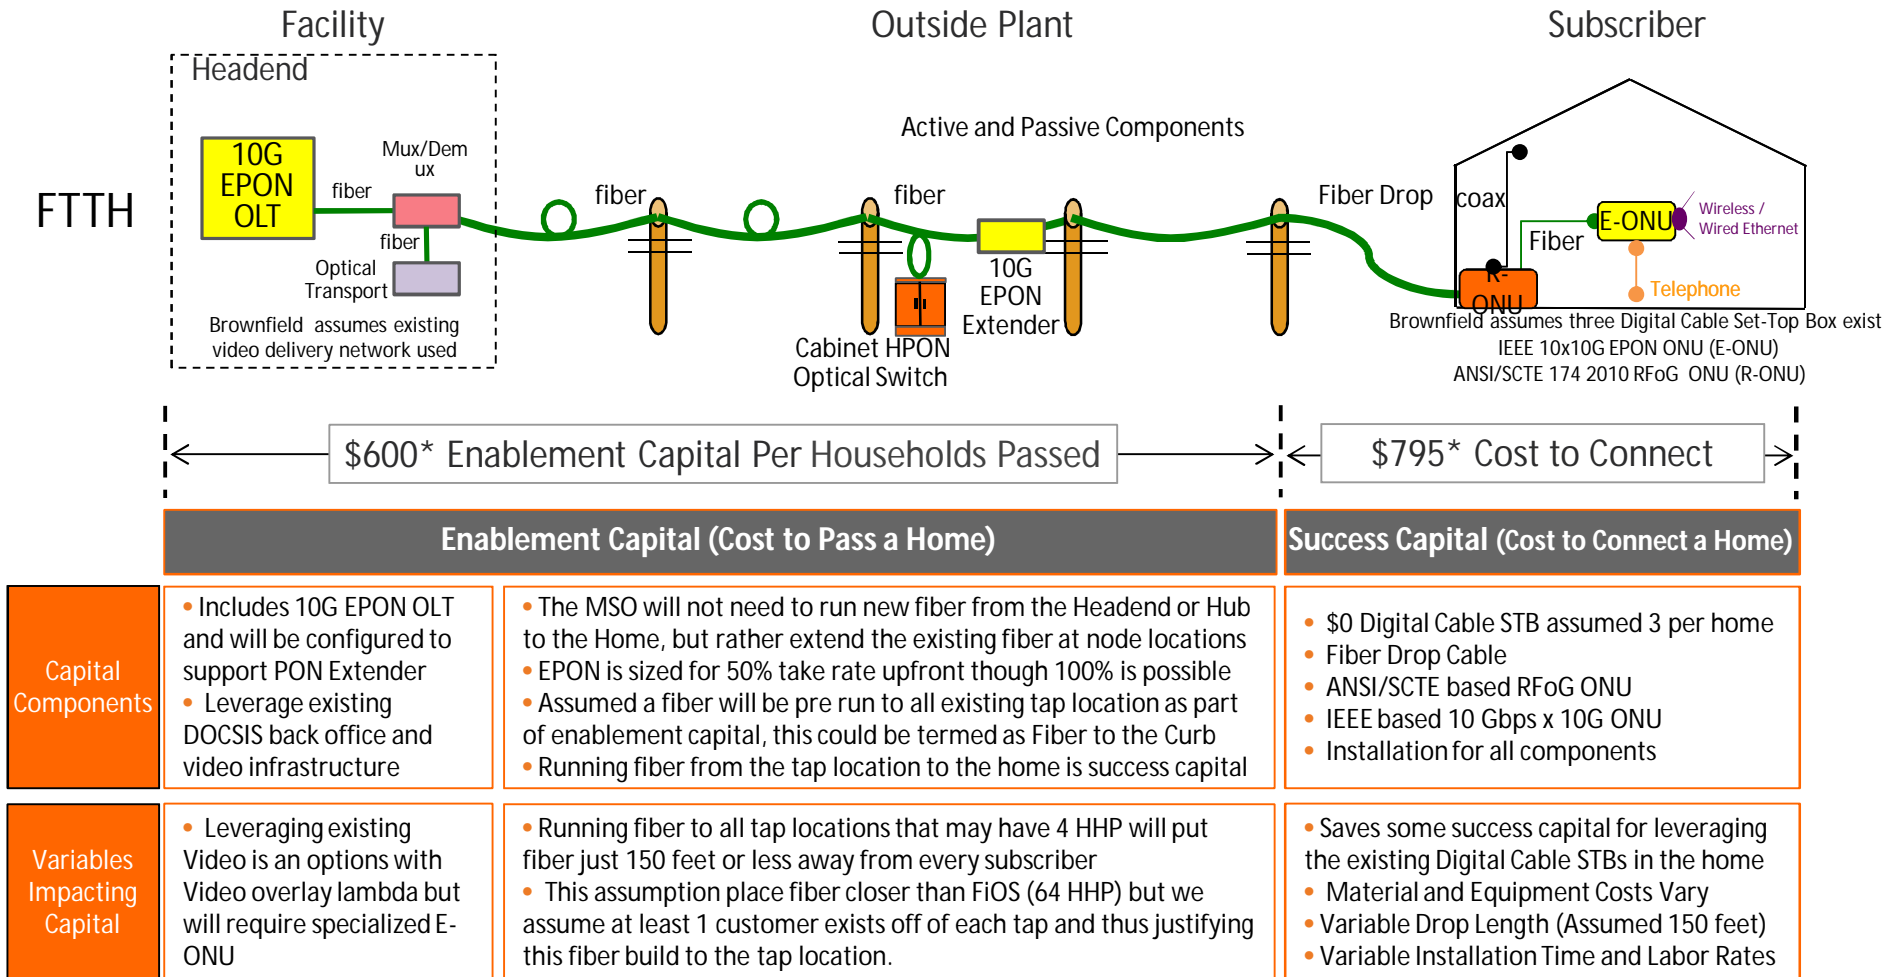 Facility
Outside Plant
Subscriber
Headend
FTTH
10G
EPON
OLT
fiber
Mux/Dem
ux
fiber
Optical
Transport
Brownfield assumes existing
video delivery network used
fiber
fiber
Active and Passive Components
10G
EPON
Extender
Cabinet HPON
Optical Switch
Fiber Drop
coax
Fiber
E-ONU
Wireless /
Wired Ethernet
Telephone
R-
ONU
Brownfield assumes three Digital Cable Set-Top Box exist
IEEE 10x10G EPON ONU (E-ONU)
ANSI/SCTE 174 2010 RFoG ONU (R-ONU)
$600* Enablement Capital Per Households Passed
$795* Cost to Connect
Enablement Capital (Cost to Pass a Home)
Success Capital (Cost to Connect a Home)
Capital
Components
• Includes 10G EPON OLT
and will be configured to
support PON Extender
• Leverage existing
DOCSIS back office and
video infrastructure
• The MSO will not need to run new fiber from the Headend or Hub
to the Home, but rather extend the existing fiber at node locations
• EPON is sized for 50% take rate upfront though 100% is possible
• Assumed a fiber will be pre run to all existing tap location as part
of enablement capital, this could be termed as Fiber to the Curb
• Running fiber from the tap location to the home is success capital
• $0 Digital Cable STB assumed 3 per home
• Fiber Drop Cable
• ANSI/SCTE based RFoG ONU
• IEEE based 10 Gbps x 10G ONU
• Installation for all components
Variables
Impacting
Capital
• Leveraging existing
Video is an options with
Video overlay lambda but
will require specialized E-
ONU
• Running fiber to all tap locations that may have 4 HHP will put
fiber just 150 feet or less away from every subscriber
• This assumption place fiber closer than FiOS (64 HHP) but we
assume at least 1 customer exists off of each tap and thus justifying
this fiber build to the tap location.
• Saves some success capital for leveraging
the existing Digital Cable STBs in the home
• Material and Equipment Costs Vary
• Variable Drop Length (Assumed 150 feet)
• Variable Installation Time and Labor Rates